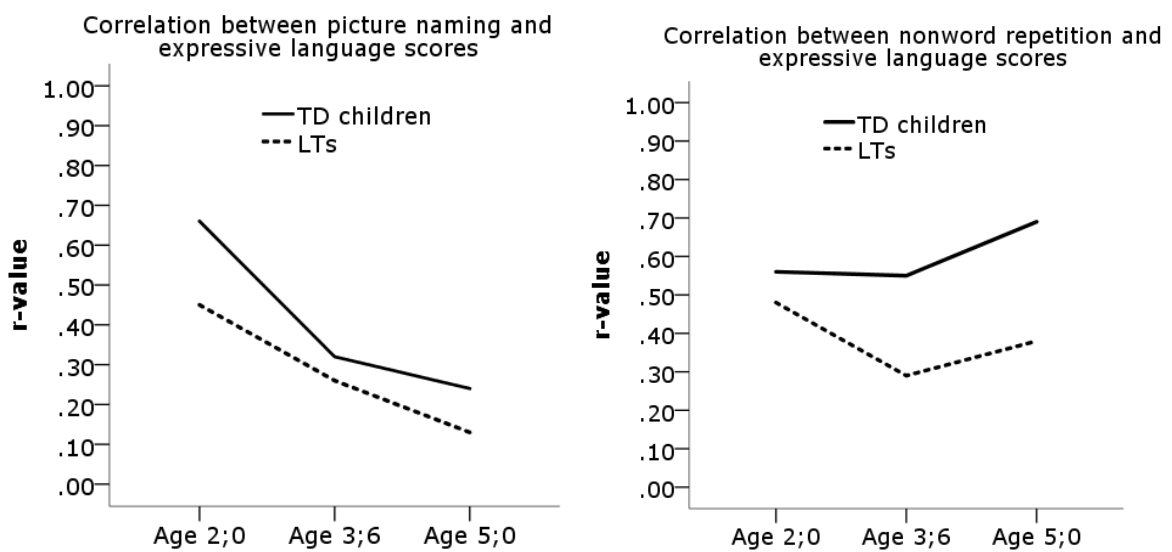 Correlation between picture naming and
expressive language scores
1.00
.90
.80
.70
.60
.50
.40
.30
.20
.10
.00
r-value
TD children
LTs
Age 2;0
Age 3;6
Age 5;0
Correlation between nonword repetition and
expressive language scores
1.00
.90
.80
.70
.60
.50
.40
.30
.20
.10
.00
r-value
TD children
LTs
Age 2;0
Age 3;6
Age 5;0